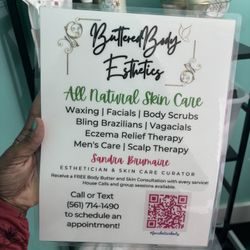 ButteredBody
Esthetics
All Natural Skin Care
Waxing | Facials | Body Scrubs
Bling Brazilians | Vagacials
Eczema Relief Therapy
Men's Care | Scalp Therapy
Sandra Brumaire
ESTHETICIAN & SKIN CARE CURATOR
Receive a FREE Body Butter and Skin Consultation with every service!
House Calls and group sessions available.
Call or Text
(561) 714-1490
to schedule an
appointment!